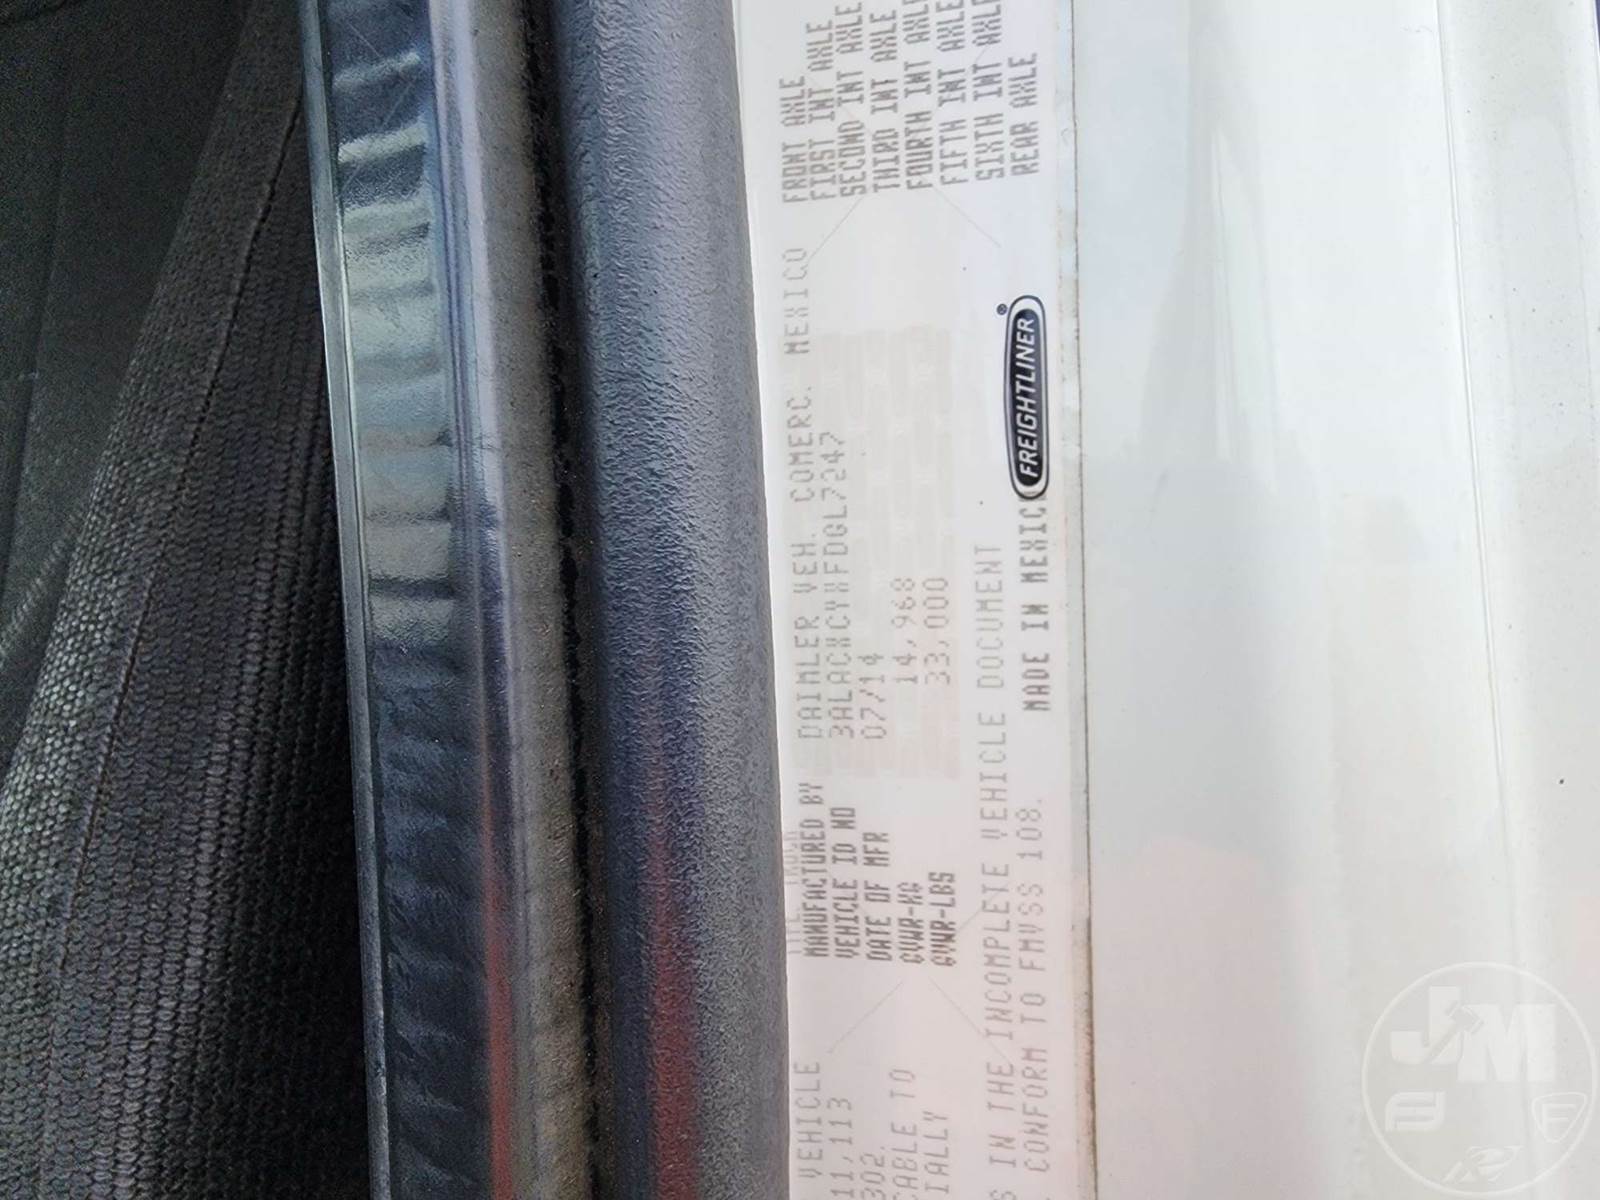 VEHICLE
11,113
302.
CABLE TO
IALLY
S IN THE INCOMPLETE VEHICLE DOCUMENT
CONFORM TO FMVSS 108.
MANUFACTURED BY DAIMLER VEH. COMERC. MEXICO
VEHICLE ID NO 3ALACXCYXFDGL7247
DATE OF MFR 07/14
GVWR-KG 14,968
GVWR-LBS 33,000
MADE IN MEXIC
FREIGHTLINER®
FRONT AXLE
FIRST INT AXLE
SECOND INT AXLE
THIRD INT AXLE
FOURTH INT AXLE
FIFTH INT AXLE
SIXTH INT AXLE
REAR AXLE
JM